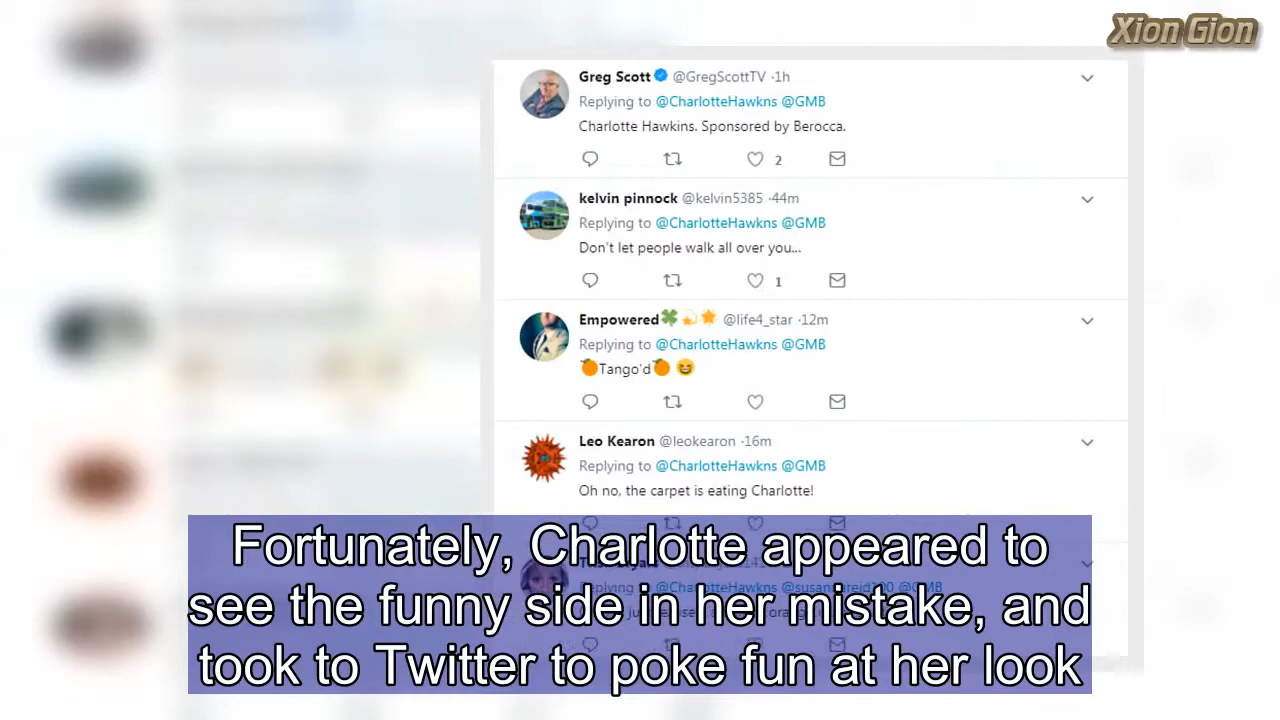 Xion Gion
Greg Scott @GregScottTV ·1h
Replying to @CharlotteHawkns @GMB
Charlotte Hawkins. Sponsored by Berocca.
2
kelvin pinnock @kelvin5385 ·44m
Replying to @CharlotteHawkns @GMB
Don't let people walk all over you...
1
Empowered🍀💫🌟 @life4_star ·12m
Replying to @CharlotteHawkns @GMB
🍊Tango'd🍊 😆
Leo Kearon @leokearon ·16m
Replying to @CharlotteHawkns @GMB
Oh no, the carpet is eating Charlotte!
Replying to @CharlotteHawkns @GMB
Fortunately, Charlotte appeared to
see the funny side in her mistake, and
took to Twitter to poke fun at her look